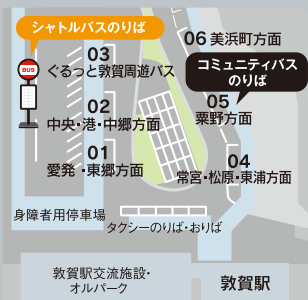 シャトルバスのりば
BUS
03
ぐるっと敦賀周遊バス
02
中央・港・中郷方面
01
愛発・東郷方面
06 美浜町方面
コミュニティバス
のりば
05
粟野方面
04
常宮・松原・東浦方面
身障者用停車場
タクシーのりば・おりば
敦賀駅交流施設・
オルパーク
敦賀駅